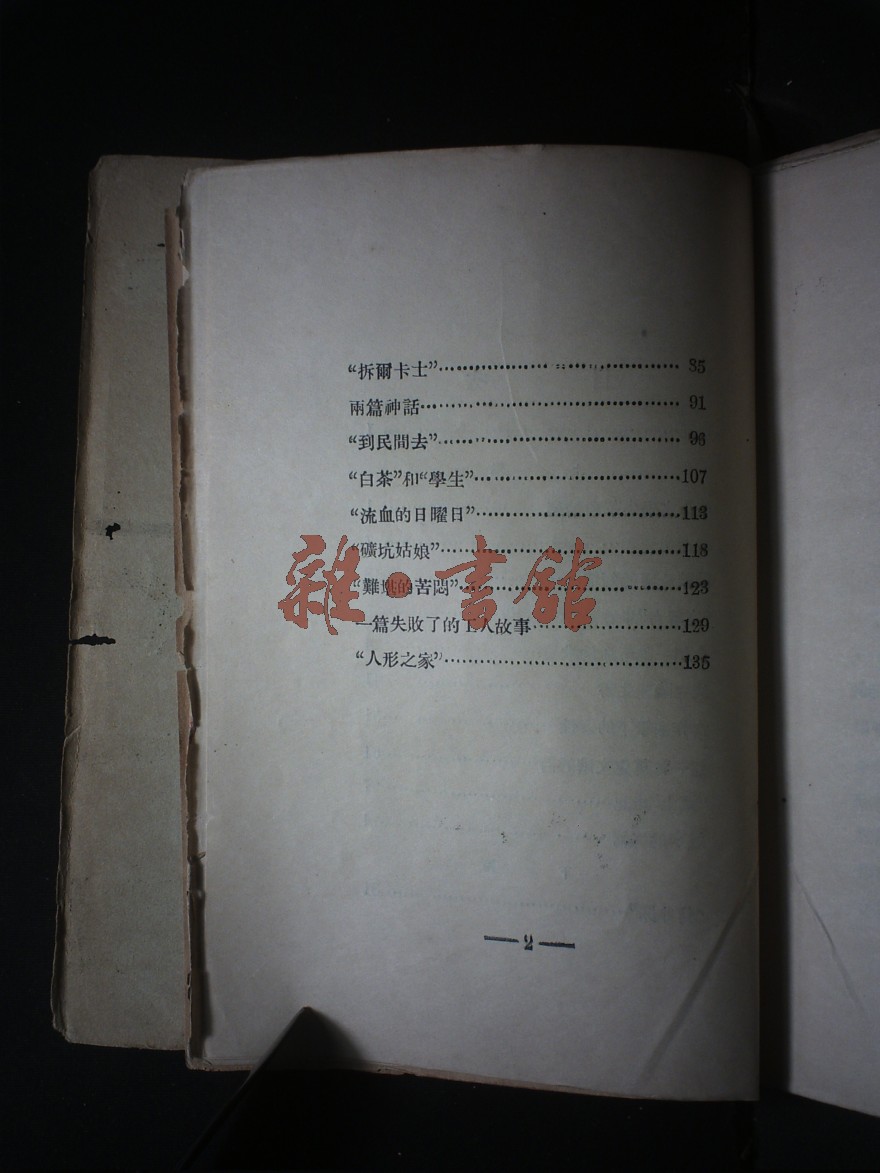 “拆爾卡士”…………………………85
兩篇神話…………………………91
“到民間去”…………………………96
“白茶”和“學生”…………………………107
“流血的日曜日”…………………………113
“礦坑姑娘”…………………………118
“難堪的苦悶”…………………………123
一篇失敗了的工人故事…………………………129
“人形之家”…………………………135
雜·書館
—2—